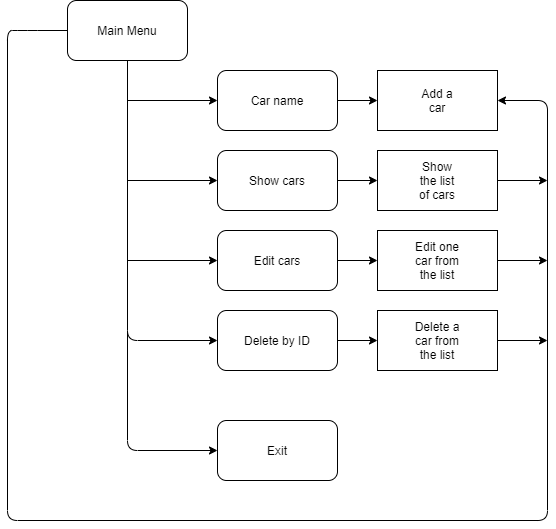 Main Menu
Car name
Add a
car
Show cars
Show
the list
of cars
Edit cars
Edit one
car from
the list
Delete by ID
Delete a
car from
the list
Exit